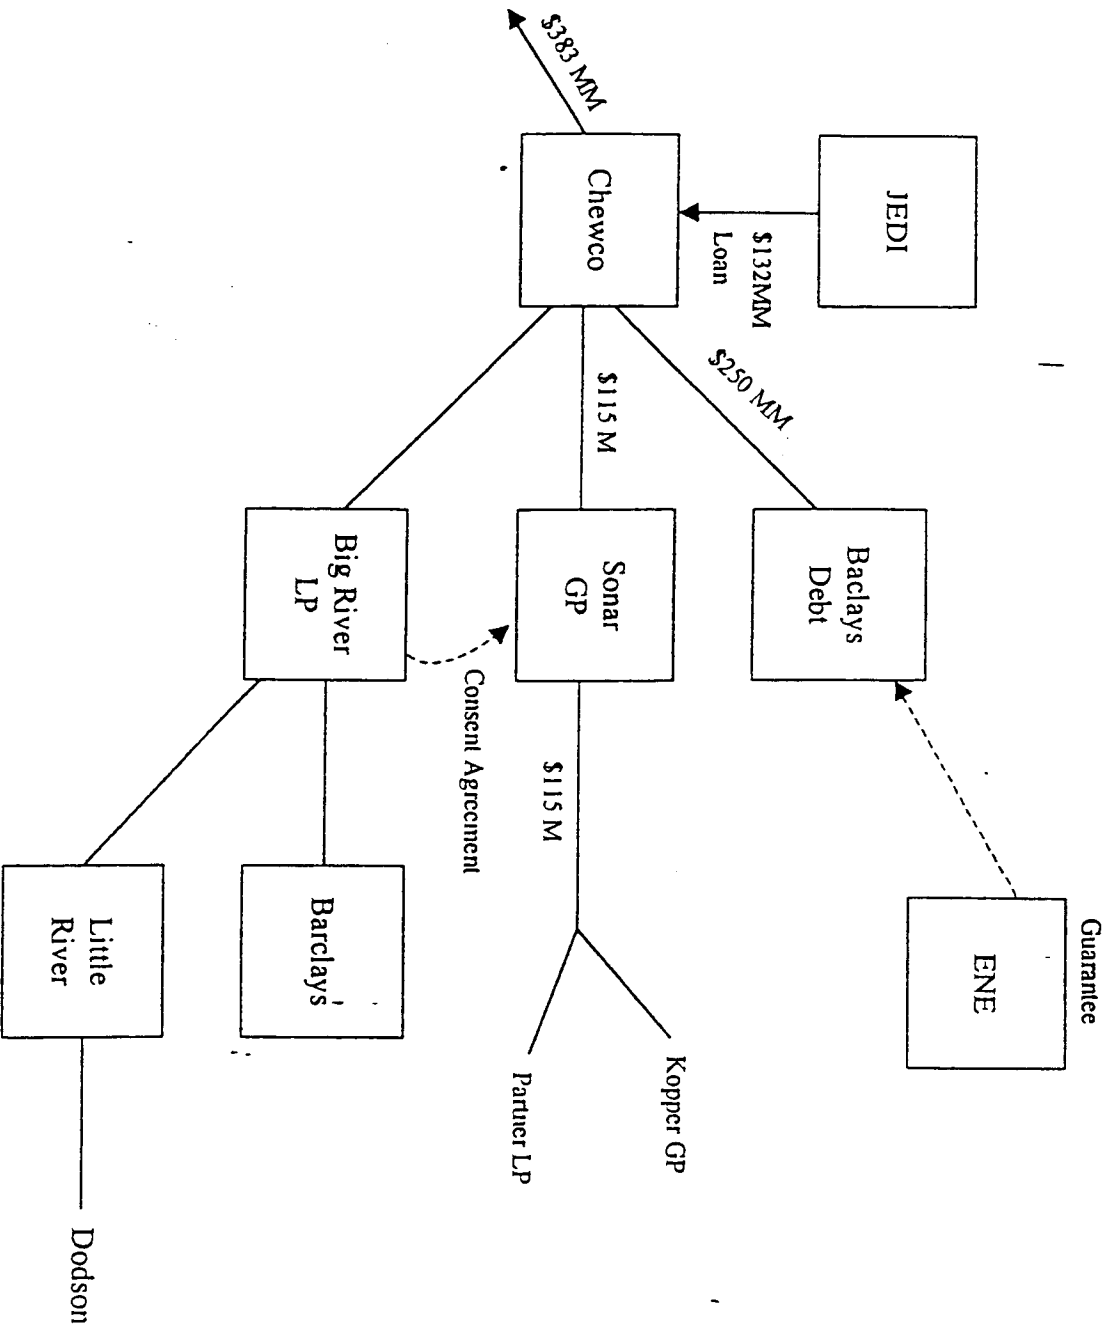 Guarantee
ENE
JEDI
Baclays
Debt
$132MM
Loan
$250 MM
Kopper GP
Sonar
GP
$115 M
Chewco
$383 MM
$115 M
Partner LP
Consent Agreement
Big River
LP
Barclays'
Little
River
Dodson